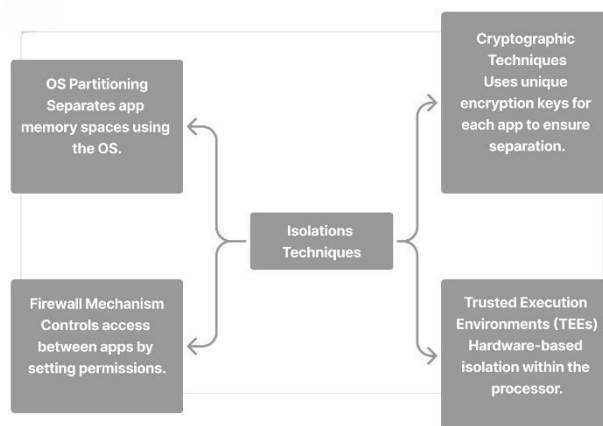 OS Partitioning
Separates app
memory spaces using
the OS.
Cryptographic
Techniques
Uses unique
encryption keys for
each app to ensure
separation.
Isolations
Techniques
Firewall Mechanism
Controls access
between apps by
setting permissions.
Trusted Execution
Environments (TEEs)
Hardware-based
isolation within the
processor.